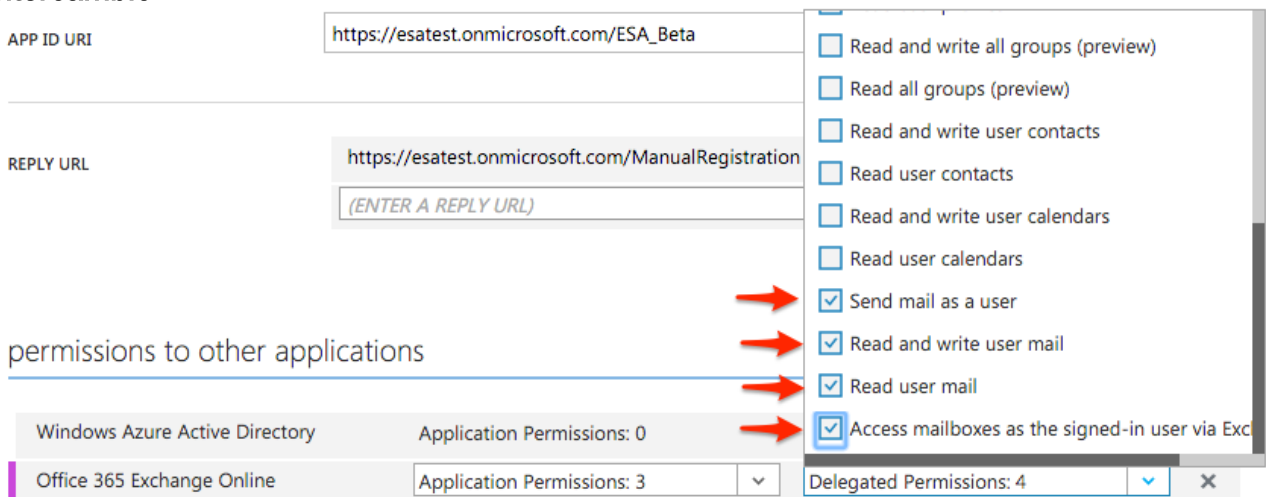 APP ID URI
https://esatest.onmicrosoft.com/ESA_Beta
REPLY URL
https://esatest.onmicrosoft.com/ManualRegistration
(ENTER A REPLY URL)
Read and write all groups (preview)
Read all groups (preview)
Read and write user contacts
Read user contacts
Read and write user calendars
Read user calendars
Send mail as a user
Read and write user mail
Read user mail
Access mailboxes as the signed-in user via
permissions to other applications
Windows Azure Active Directory
Application Permissions: 0
Office 365 Exchange Online
Application Permissions: 3
Delegated Permissions: 4